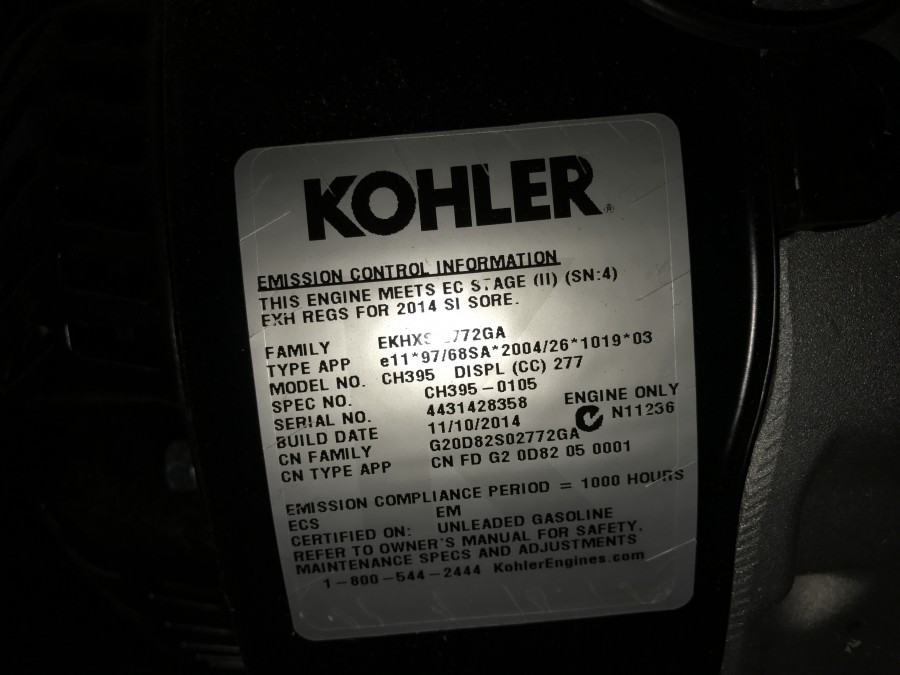 KOHLER®
EMISSION CONTROL INFORMATION
THIS ENGINE MEETS EC STAGE (II) (SN:4)
EXH REGS FOR 2014 SI SORE.
FAMILY
TYPE APP e11*97/68SA*2004/26*1019*03
MODEL NO. CH395 DISPL (CC) 277
SPEC NO. CH395-0105
SERIAL NO. 4431428358 ENGINE ONLY
BUILD DATE 11/10/2014 N11236
CN FAMILY G20D82S02772GA
CN TYPE APP CN FD G2 0D82 05 0001
EMISSION COMPLIANCE PERIOD = 1000 HOURS
ECS EM
CERTIFIED ON: UNLEADED GASOLINE
REFER TO OWNER'S MANUAL FOR SAFETY,
MAINTENANCE SPECS AND ADJUSTMENTS
1-800-544-2444 KohlerEngines.com